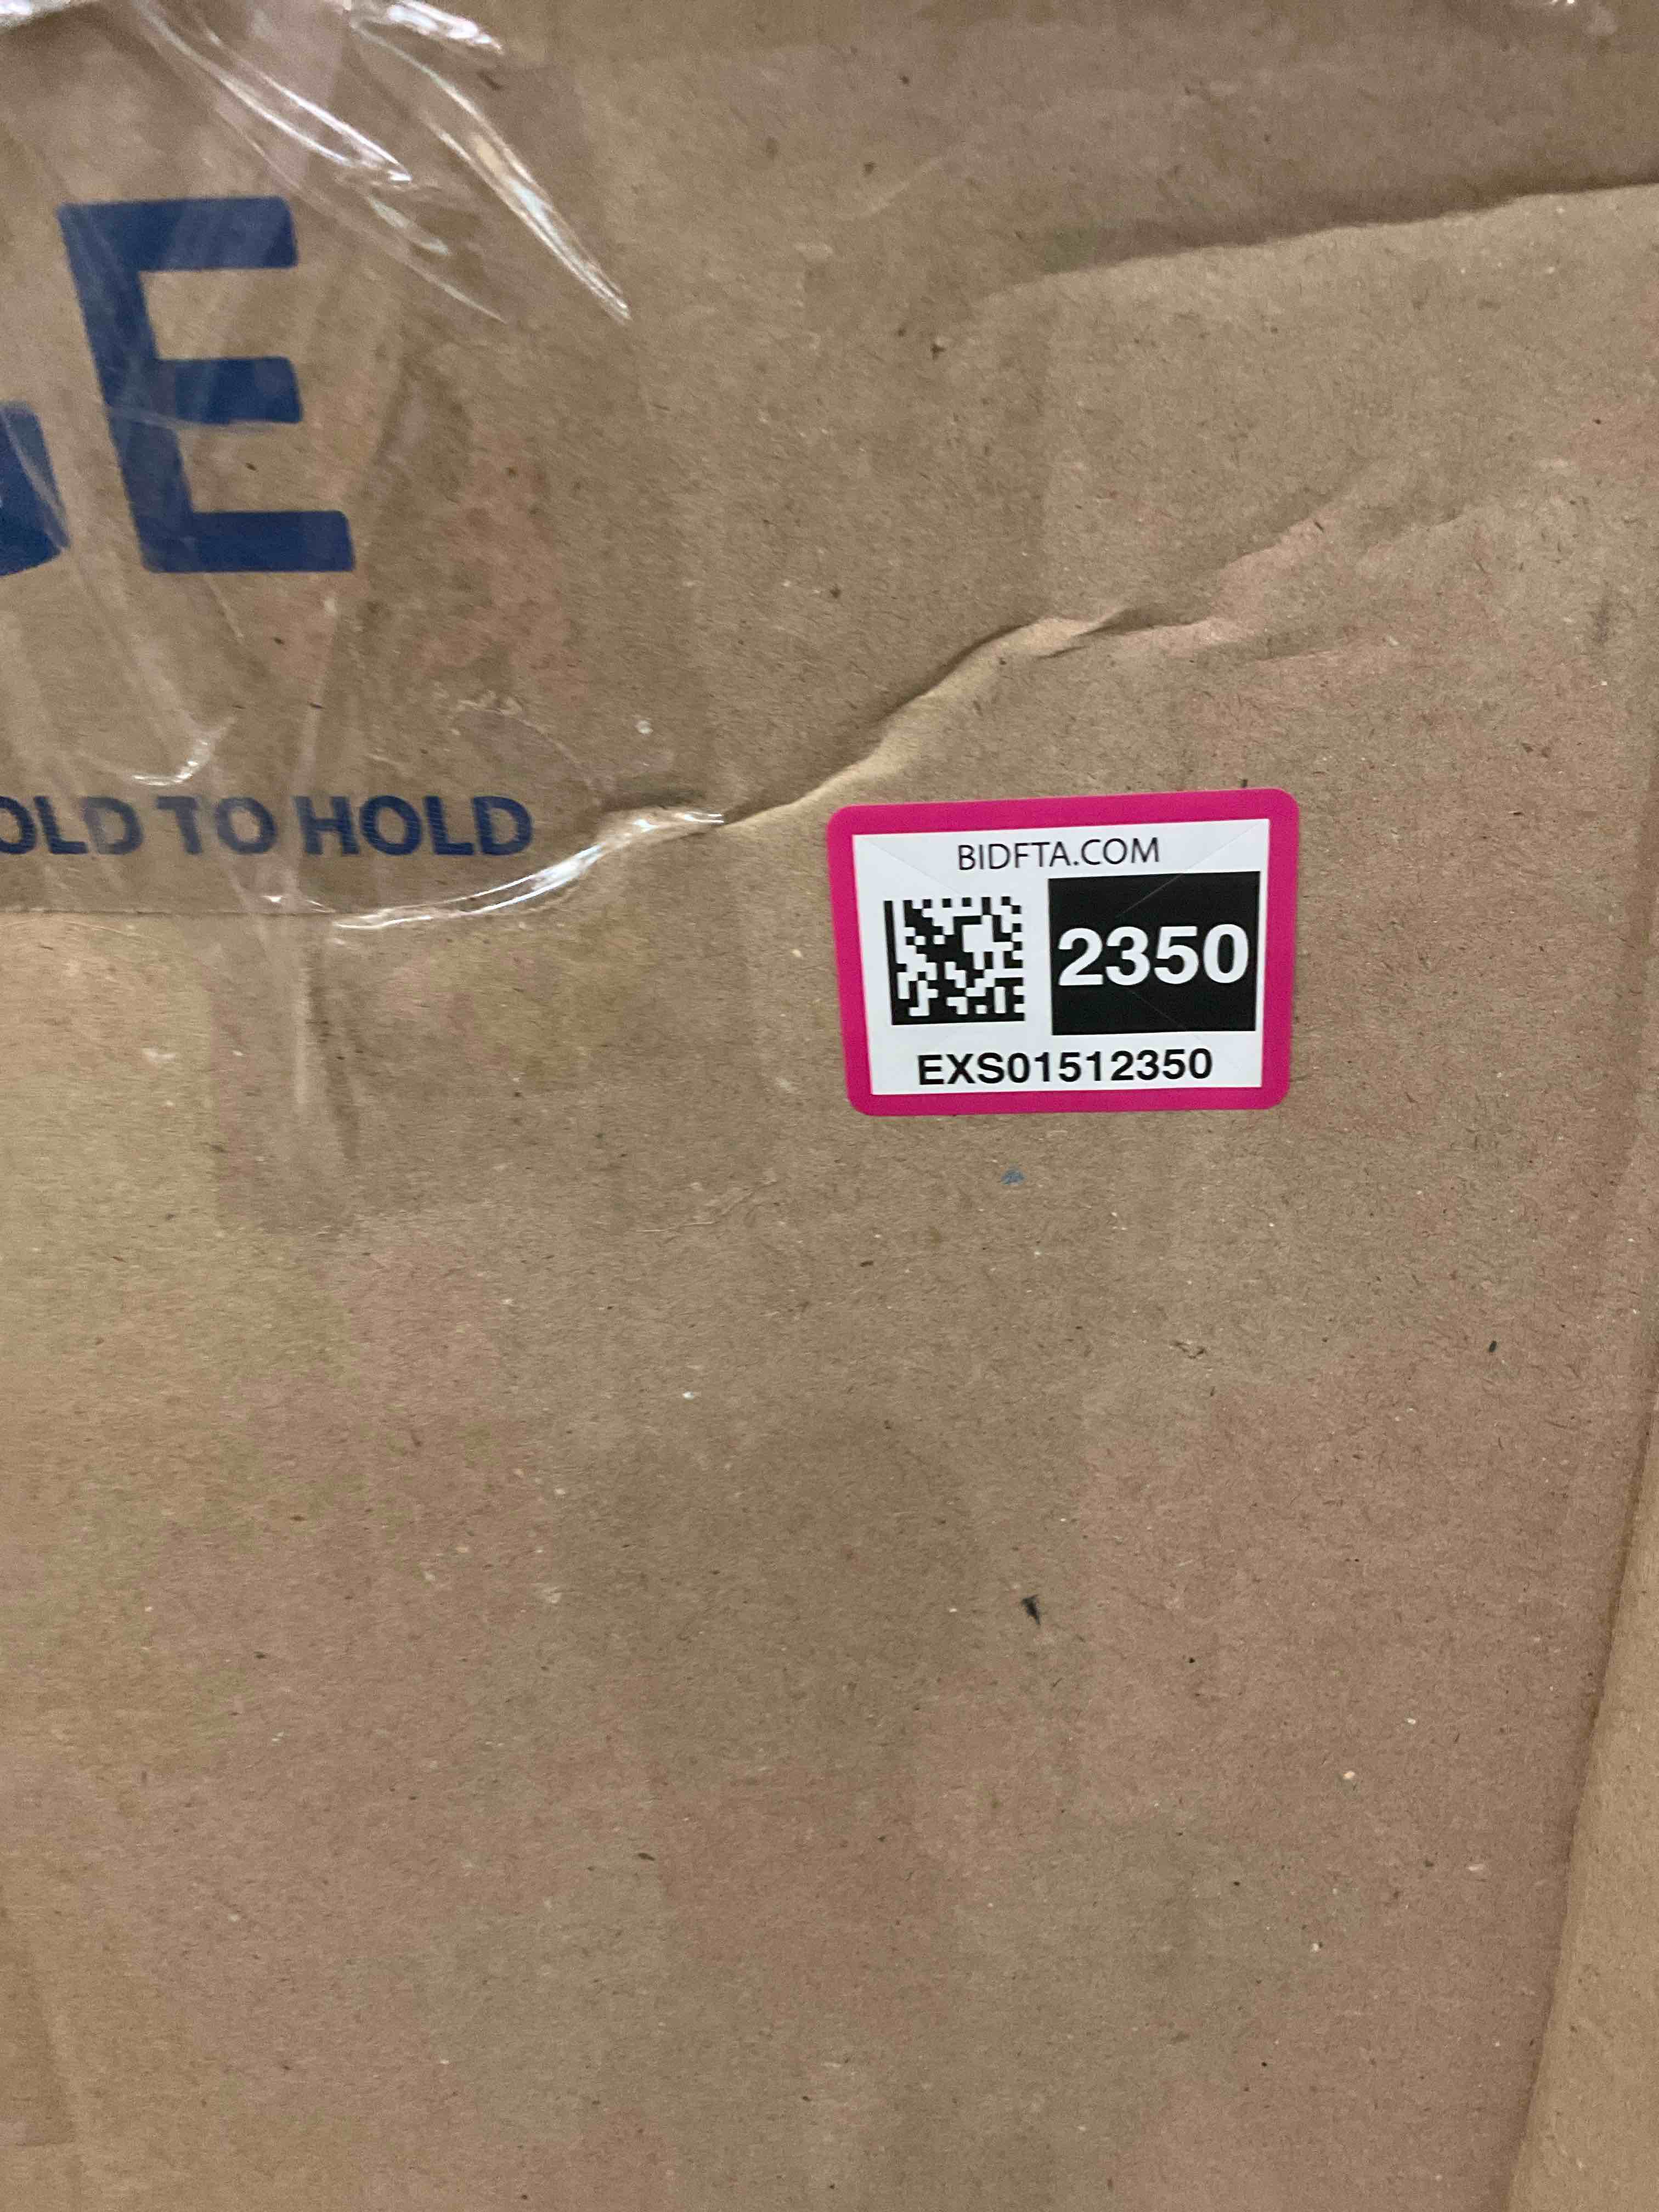 GE
OLD TO HOLD
BIDFTA.COM
2350
EXS01512350